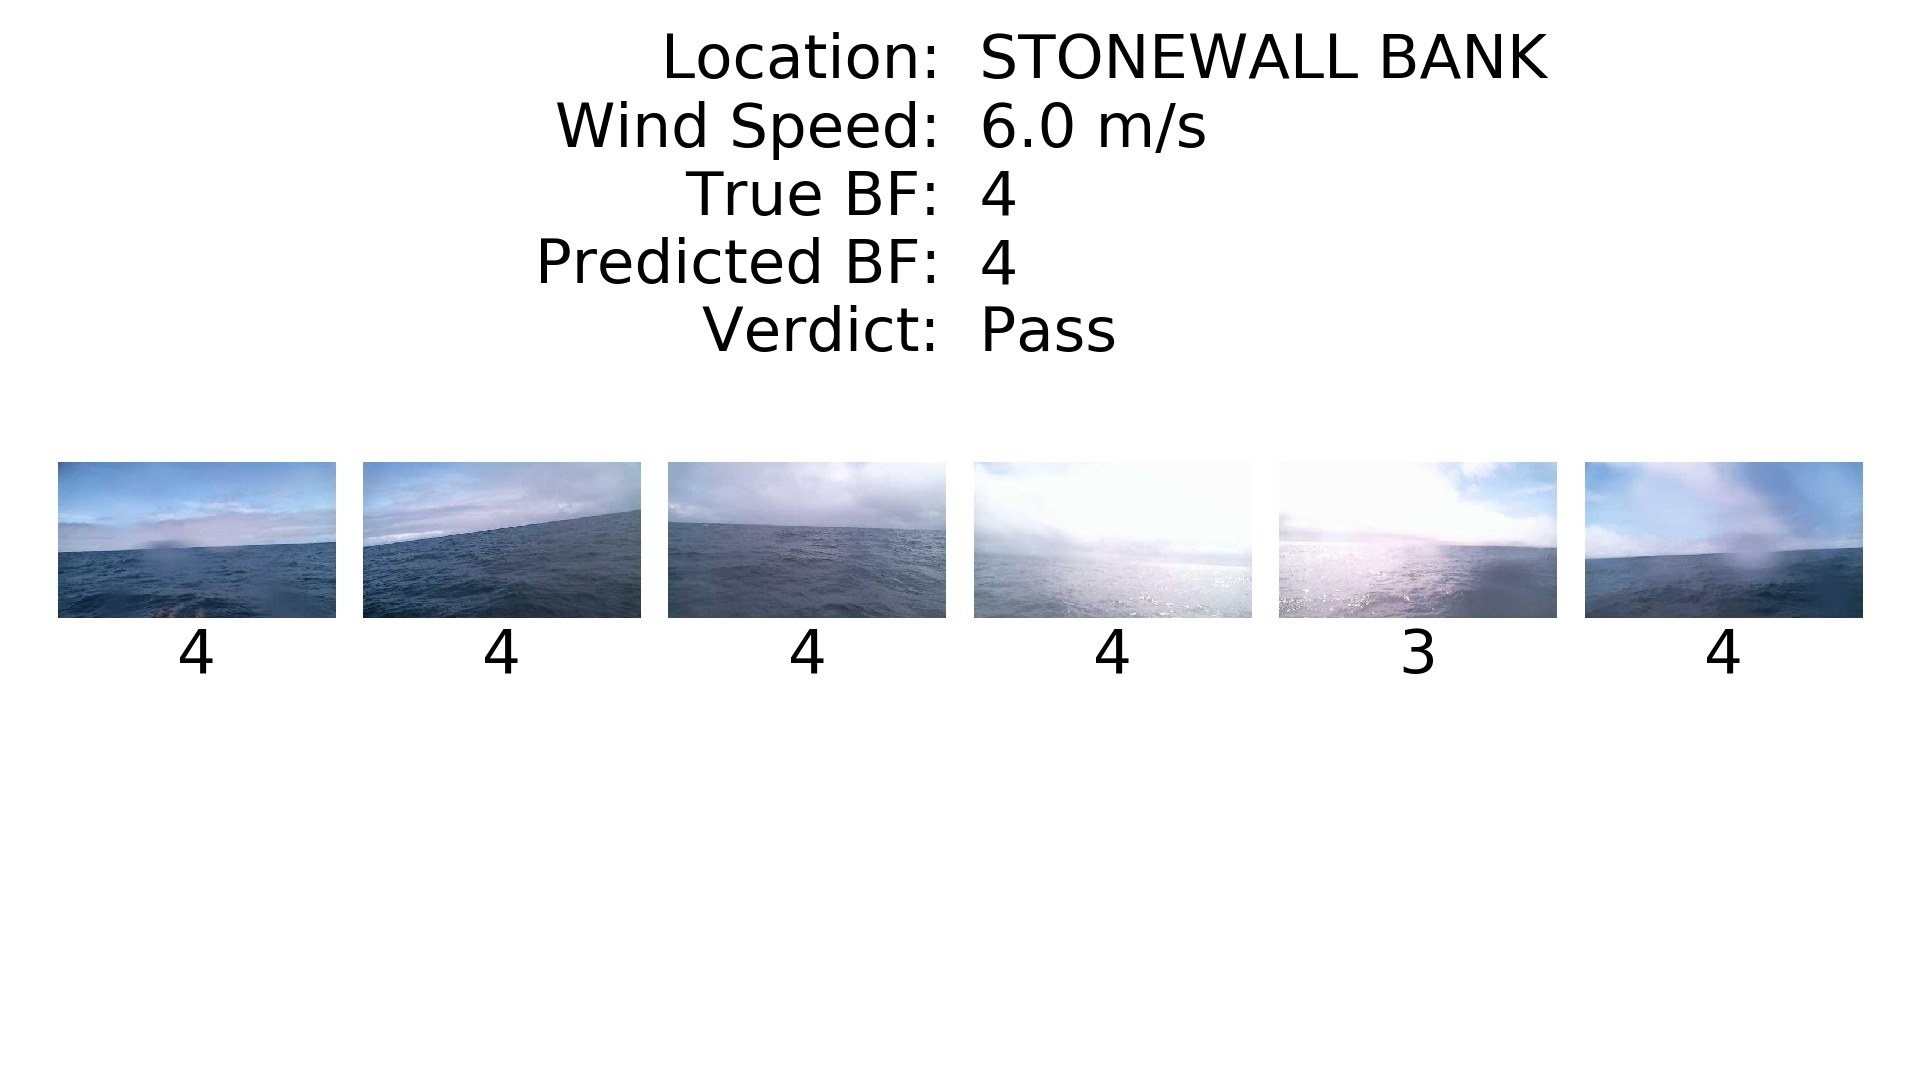 Location: STONEWALL BANK
Wind Speed: 6.0 m/s
True BF: 4
Predicted BF: 4
Verdict: Pass
4 4 4 4 3 4